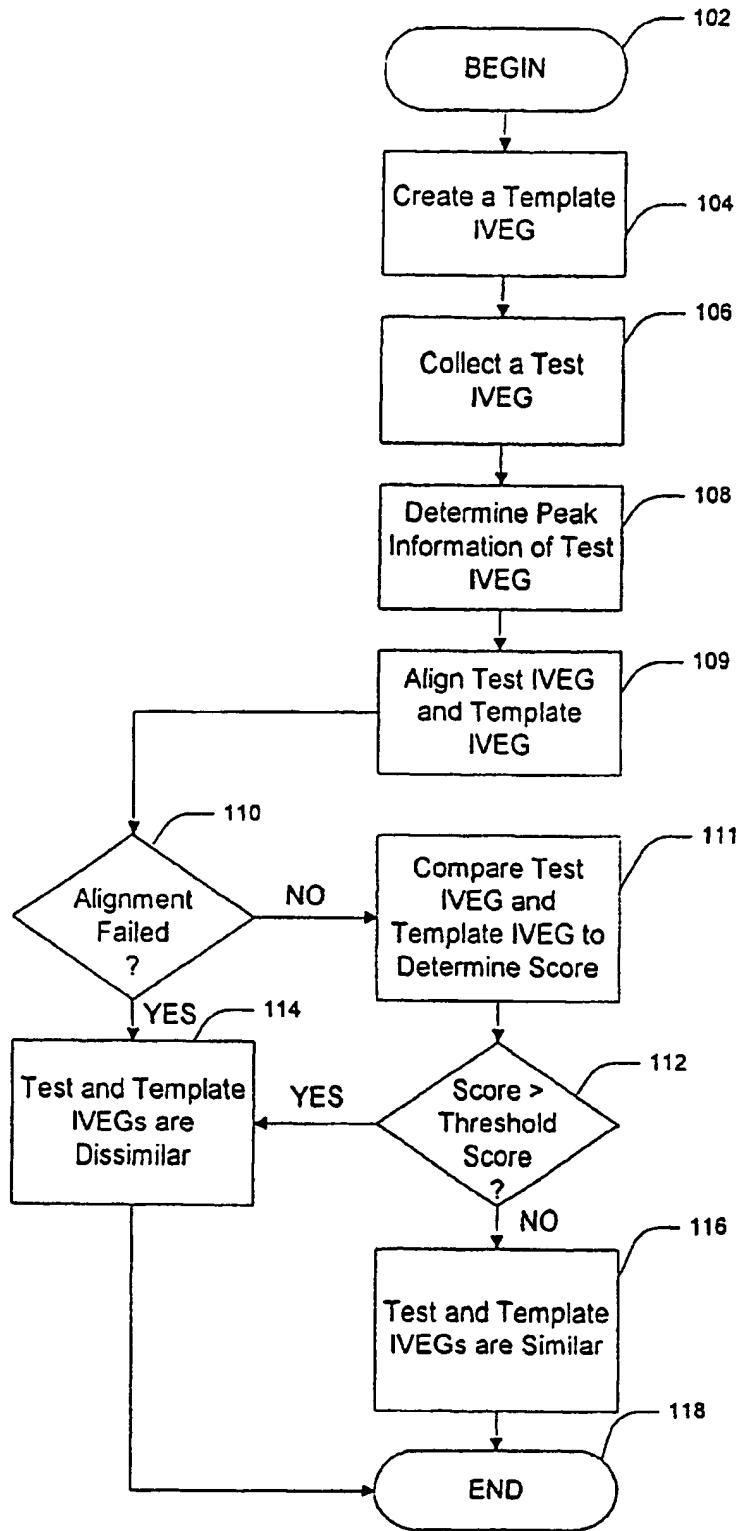 102
BEGIN
Create a Template
IVEG
104
106
Collect a Test
IVEG
108
Determine Peak
Information of Test
IVEG
109
Align Test IVEG
and Template
IVEG
110
Alignment
Failed
?
NO
111
Compare Test
IVEG and
Template IVEG to
Determine Score
YES
114
Test and Template
IVEGs are
Dissimilar
YES
112
Score >
Threshold
Score
?
NO
116
Test and Template
IVEGs are Similar
118
END